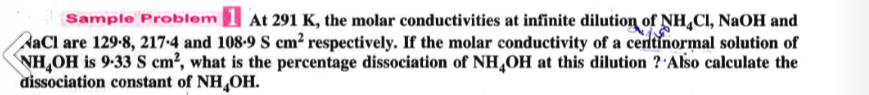 Sample Problem 1 At 291 K, the molar conductivities at infinite dilution of NH₄Cl, NaOH and
NaCl are 129·8, 217·4 and 108·9 S cm² respectively. If the molar conductivity of a centinormal solution of
NH₄OH is 9·33 S cm², what is the percentage dissociation of NH₄OH at this dilution ? Also calculate the
dissociation constant of NH₄OH.